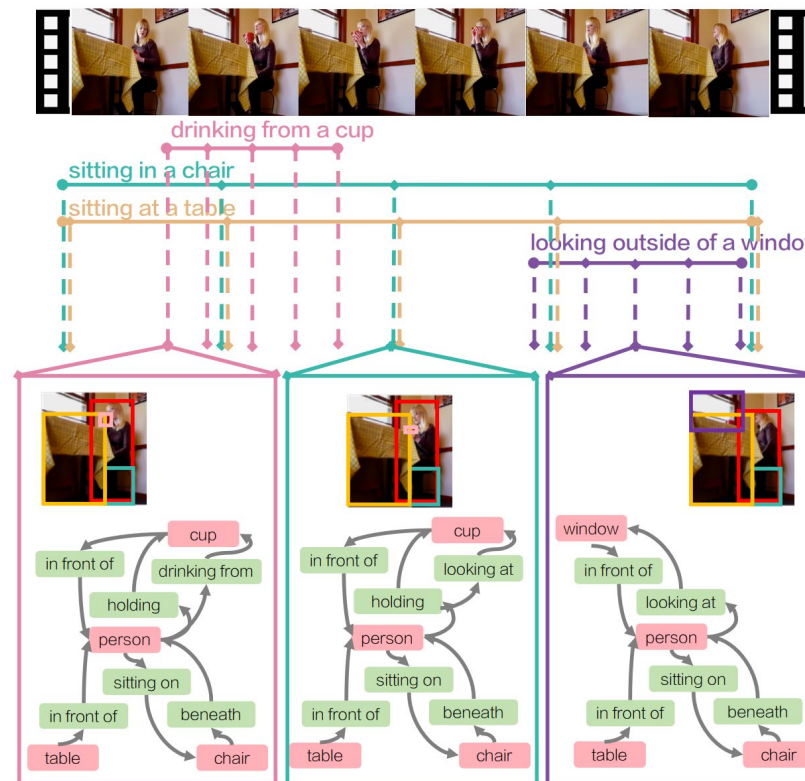 drinking from a cup
sitting in a chair
sitting at a table
looking outside of a windo
cup
in front of
drinking from
holding
person
sitting on
in front of
beneath
table
chair
cup
in front of
looking at
holding
person
sitting on
in front of
beneath
table
chair
window
in front of
looking at
person
sitting on
in front of
beneath
table
chair